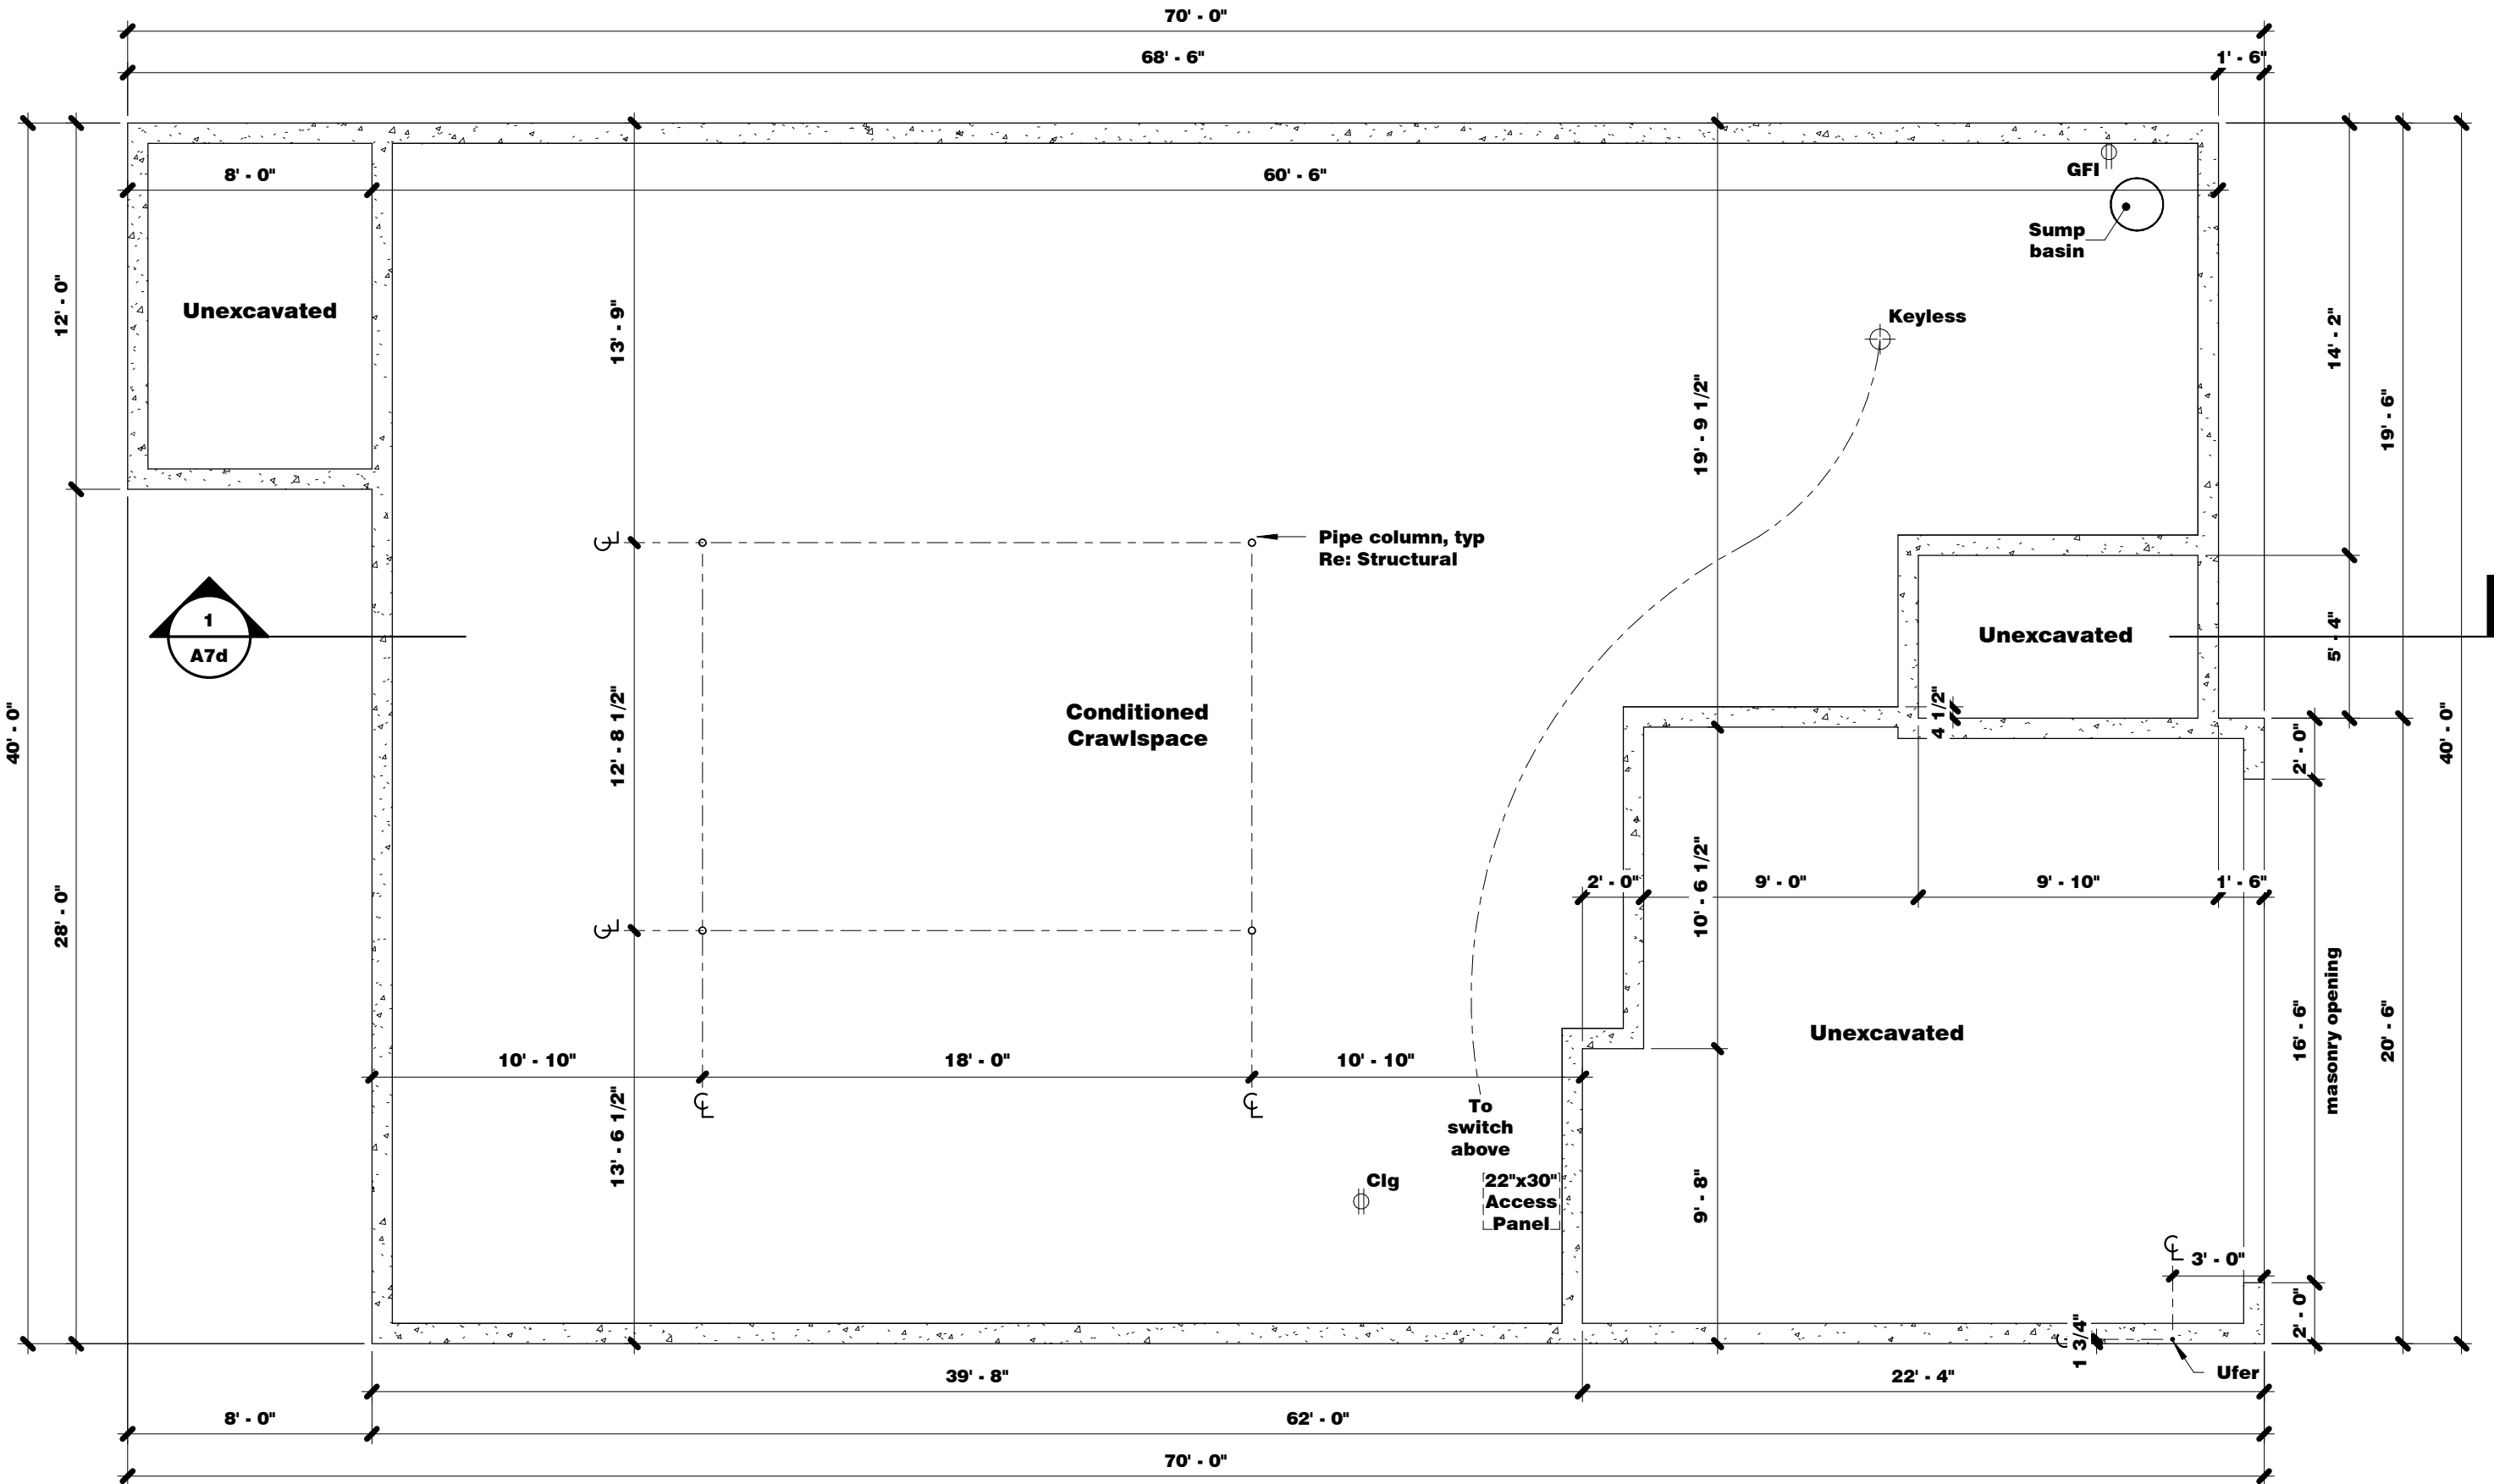 70' - 0"
68' - 6"
1' - 6"
8' - 0"
60' - 6"
GFI
Sump
basin
12' - 0"
Unexcavated
13' - 9"
Keyless
14' - 2"
19' - 9 1/2"
19' - 6"
Pipe column, typ
Re: Structural
1
A7d
Unexcavated
5' - 4"
40' - 0"
12' - 8 1/2"
Conditioned
Crawlspace
4 1/2"
2' - 0"
40' - 0"
28' - 0"
10' - 6 1/2"
2' - 0"
9' - 0"
9' - 10"
1' - 6"
16' - 6"
masonry opening
20' - 6"
Unexcavated
10' - 10"
18' - 0"
10' - 10"
13' - 6 1/2"
To
switch
above
Clg
22"x30"
Access
Panel
9' - 8"
3' - 0"
2' - 0"
1 3/4"
Ufer
39' - 8"
22' - 4"
8' - 0"
62' - 0"
70' - 0"